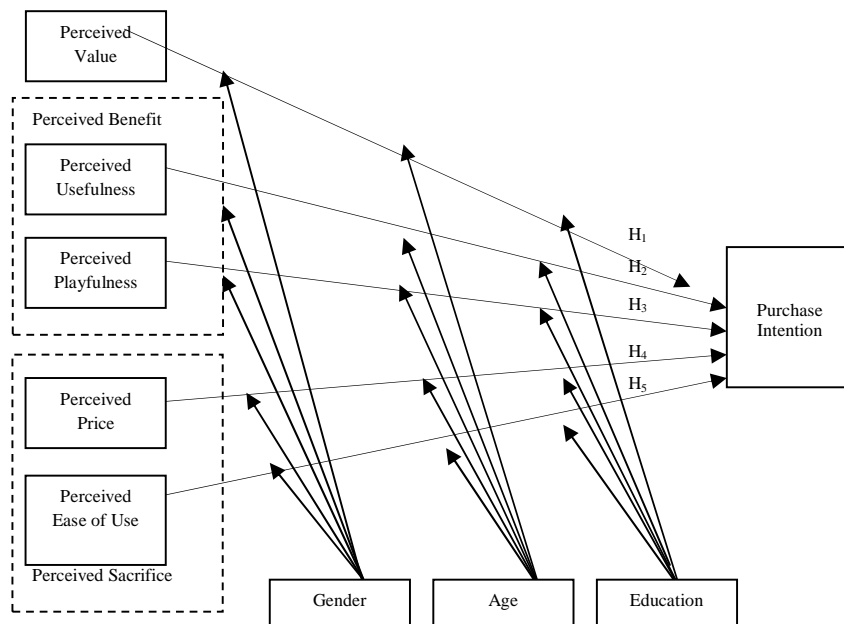 Perceived
Value
Perceived Benefit
Perceived
Usefulness
Perceived
Playfulness
Perceived
Price
Perceived
Ease of Use
Perceived Sacrifice
H₁
H₂
H₃
H₄
H₅
Purchase
Intention
Gender
Age
Education